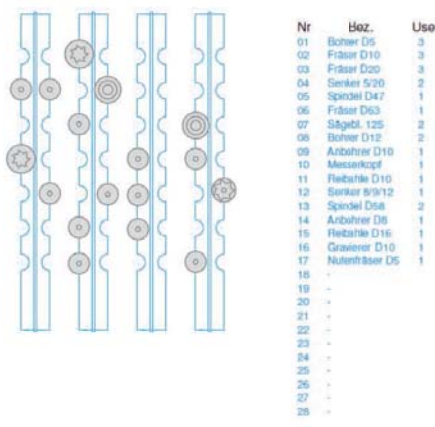 Nr Bez. Use
01 Bohrer D5 3
02 Fräser D10 3
03 Fräser D20 3
04 Senker 5/20 2
05 Spindel D47 1
06 Fräser D63 1
07 Sägebl. 125 2
08 Bohrer D12 2
09 Anbohrer D10 1
10 Messerkopf 1
11 Reibahle D10 1
12 Senker 8/9/12 1
13 Spindel D58 2
14 Anbohrer D8 1
15 Reibahle D16 1
16 Gravierer D10 1
17 Nutenfräser D5 1
18 -
19 -
20 -
21 -
22 -
23 -
24 -
25 -
26 -
27 -
28 -